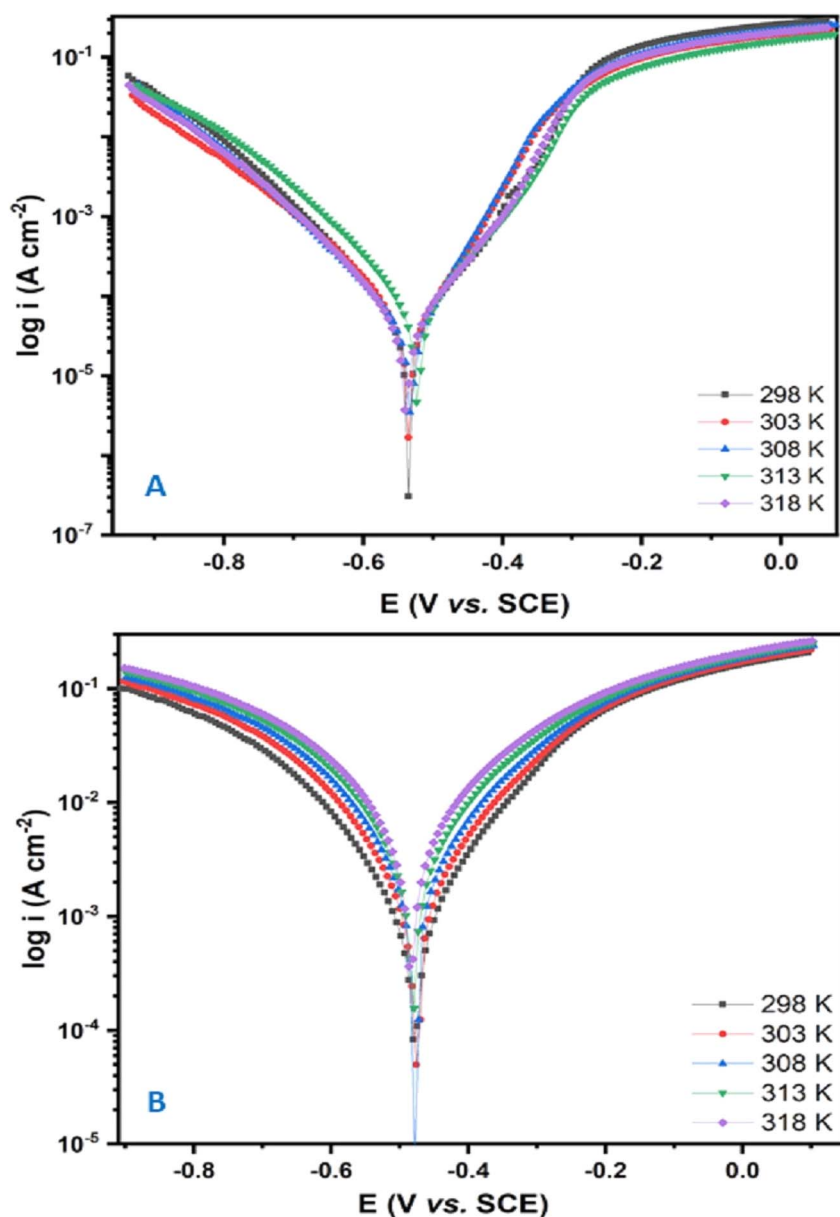 10⁻¹
10⁻³
10⁻⁵
10⁻⁷
log i (A cm⁻²)
298 K
303 K
308 K
313 K
318 K
A
-0.8
-0.6
-0.4
-0.2
0.0
E (V vs. SCE)
10⁻¹
10⁻²
10⁻³
10⁻⁴
10⁻⁵
log i (A cm⁻²)
298 K
303 K
308 K
313 K
318 K
B
-0.8
-0.6
-0.4
-0.2
0.0
E (V vs. SCE)